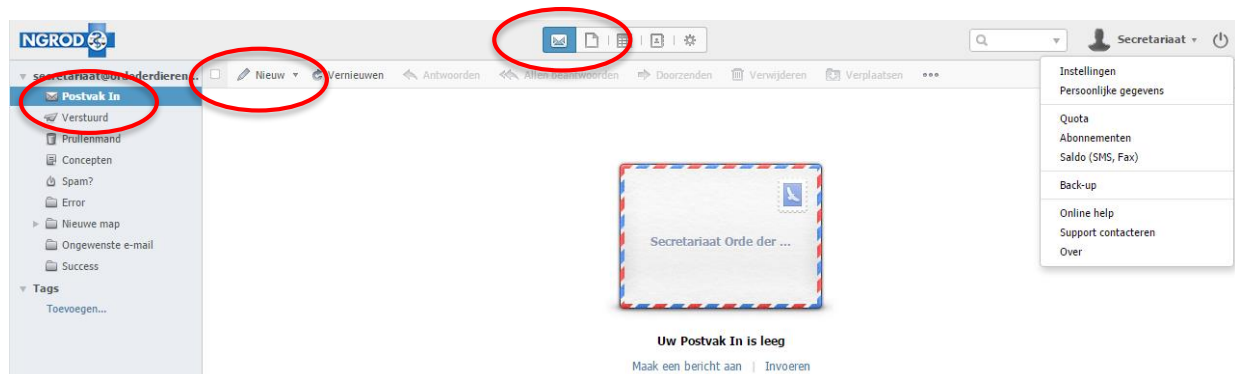 NGROD
Secretariaat
secretariaat@ordederdieren...
Nieuw
Vernieuwen
Antwoorden
Allen beantwoorden
Doorzenden
Verwijderen
Verplaatsen
Postvak In
Verstuurd
Prullenmand
Concepten
Spam?
Error
Nieuwe map
Ongewenste e-mail
Success
Tags
Toevoegen...
Secretariaat Orde der ...
Uw Postvak In is leeg
Maak een bericht aan | Invoeren
Instellingen
Persoonlijke gegevens
Quota
Abonnementen
Saldo (SMS, Fax)
Back-up
Online help
Support contacteren
Over